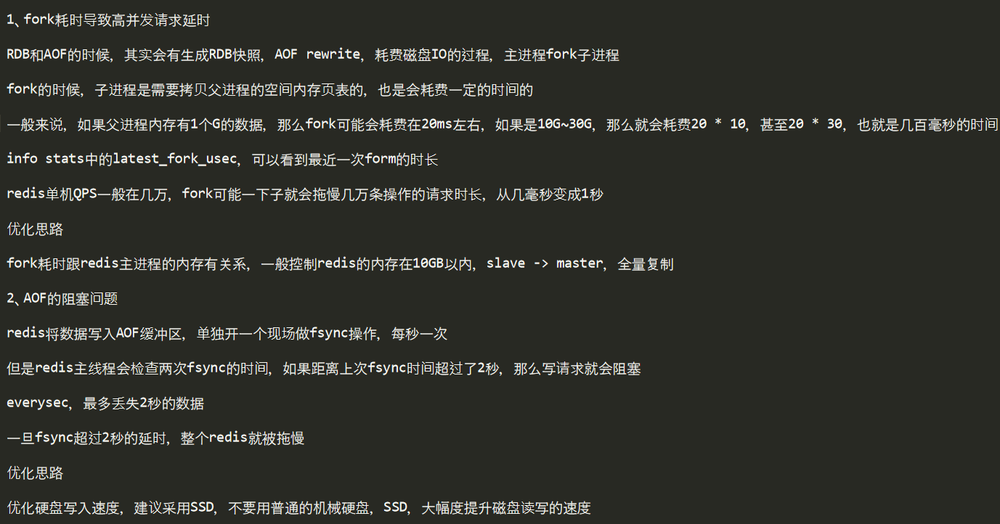 1、fork耗时导致高并发请求延时
RDB和AOF的时候，其实会有生成RDB快照，AOF rewrite，耗费磁盘IO的过程，主进程fork子进程
fork的时候，子进程是需要拷贝父进程的空间内存页表的，也是会耗费一定的时间的
一般来说，如果父进程内存有1个G的数据，那么fork可能会耗费在20ms左右，如果是10G~30G，那么就会耗费20 * 10，甚至20 * 30，也就是几百毫秒的时间
info stats中的latest_fork_usec，可以看到最近一次form的时长
redis单机QPS一般在几万，fork可能一下子就会拖慢几万条操作的请求时长，从几毫秒变成1秒
优化思路
fork耗时跟redis主进程的内存有关系，一般控制redis的内存在10GB以内，slave -> master，全量复制
2、AOF的阻塞问题
redis将数据写入AOF缓冲区，单独开一个现场做fsync操作，每秒一次
但是redis主线程会检查两次fsync的时间，如果距离上次fsync时间超过了2秒，那么写请求就会阻塞
everysec，最多丢失2秒的数据
一旦fsync超过2秒的延时，整个redis就被拖慢
优化思路
优化硬盘写入速度，建议采用SSD，不要用普通的机械硬盘，SSD，大幅度提升磁盘读写的速度